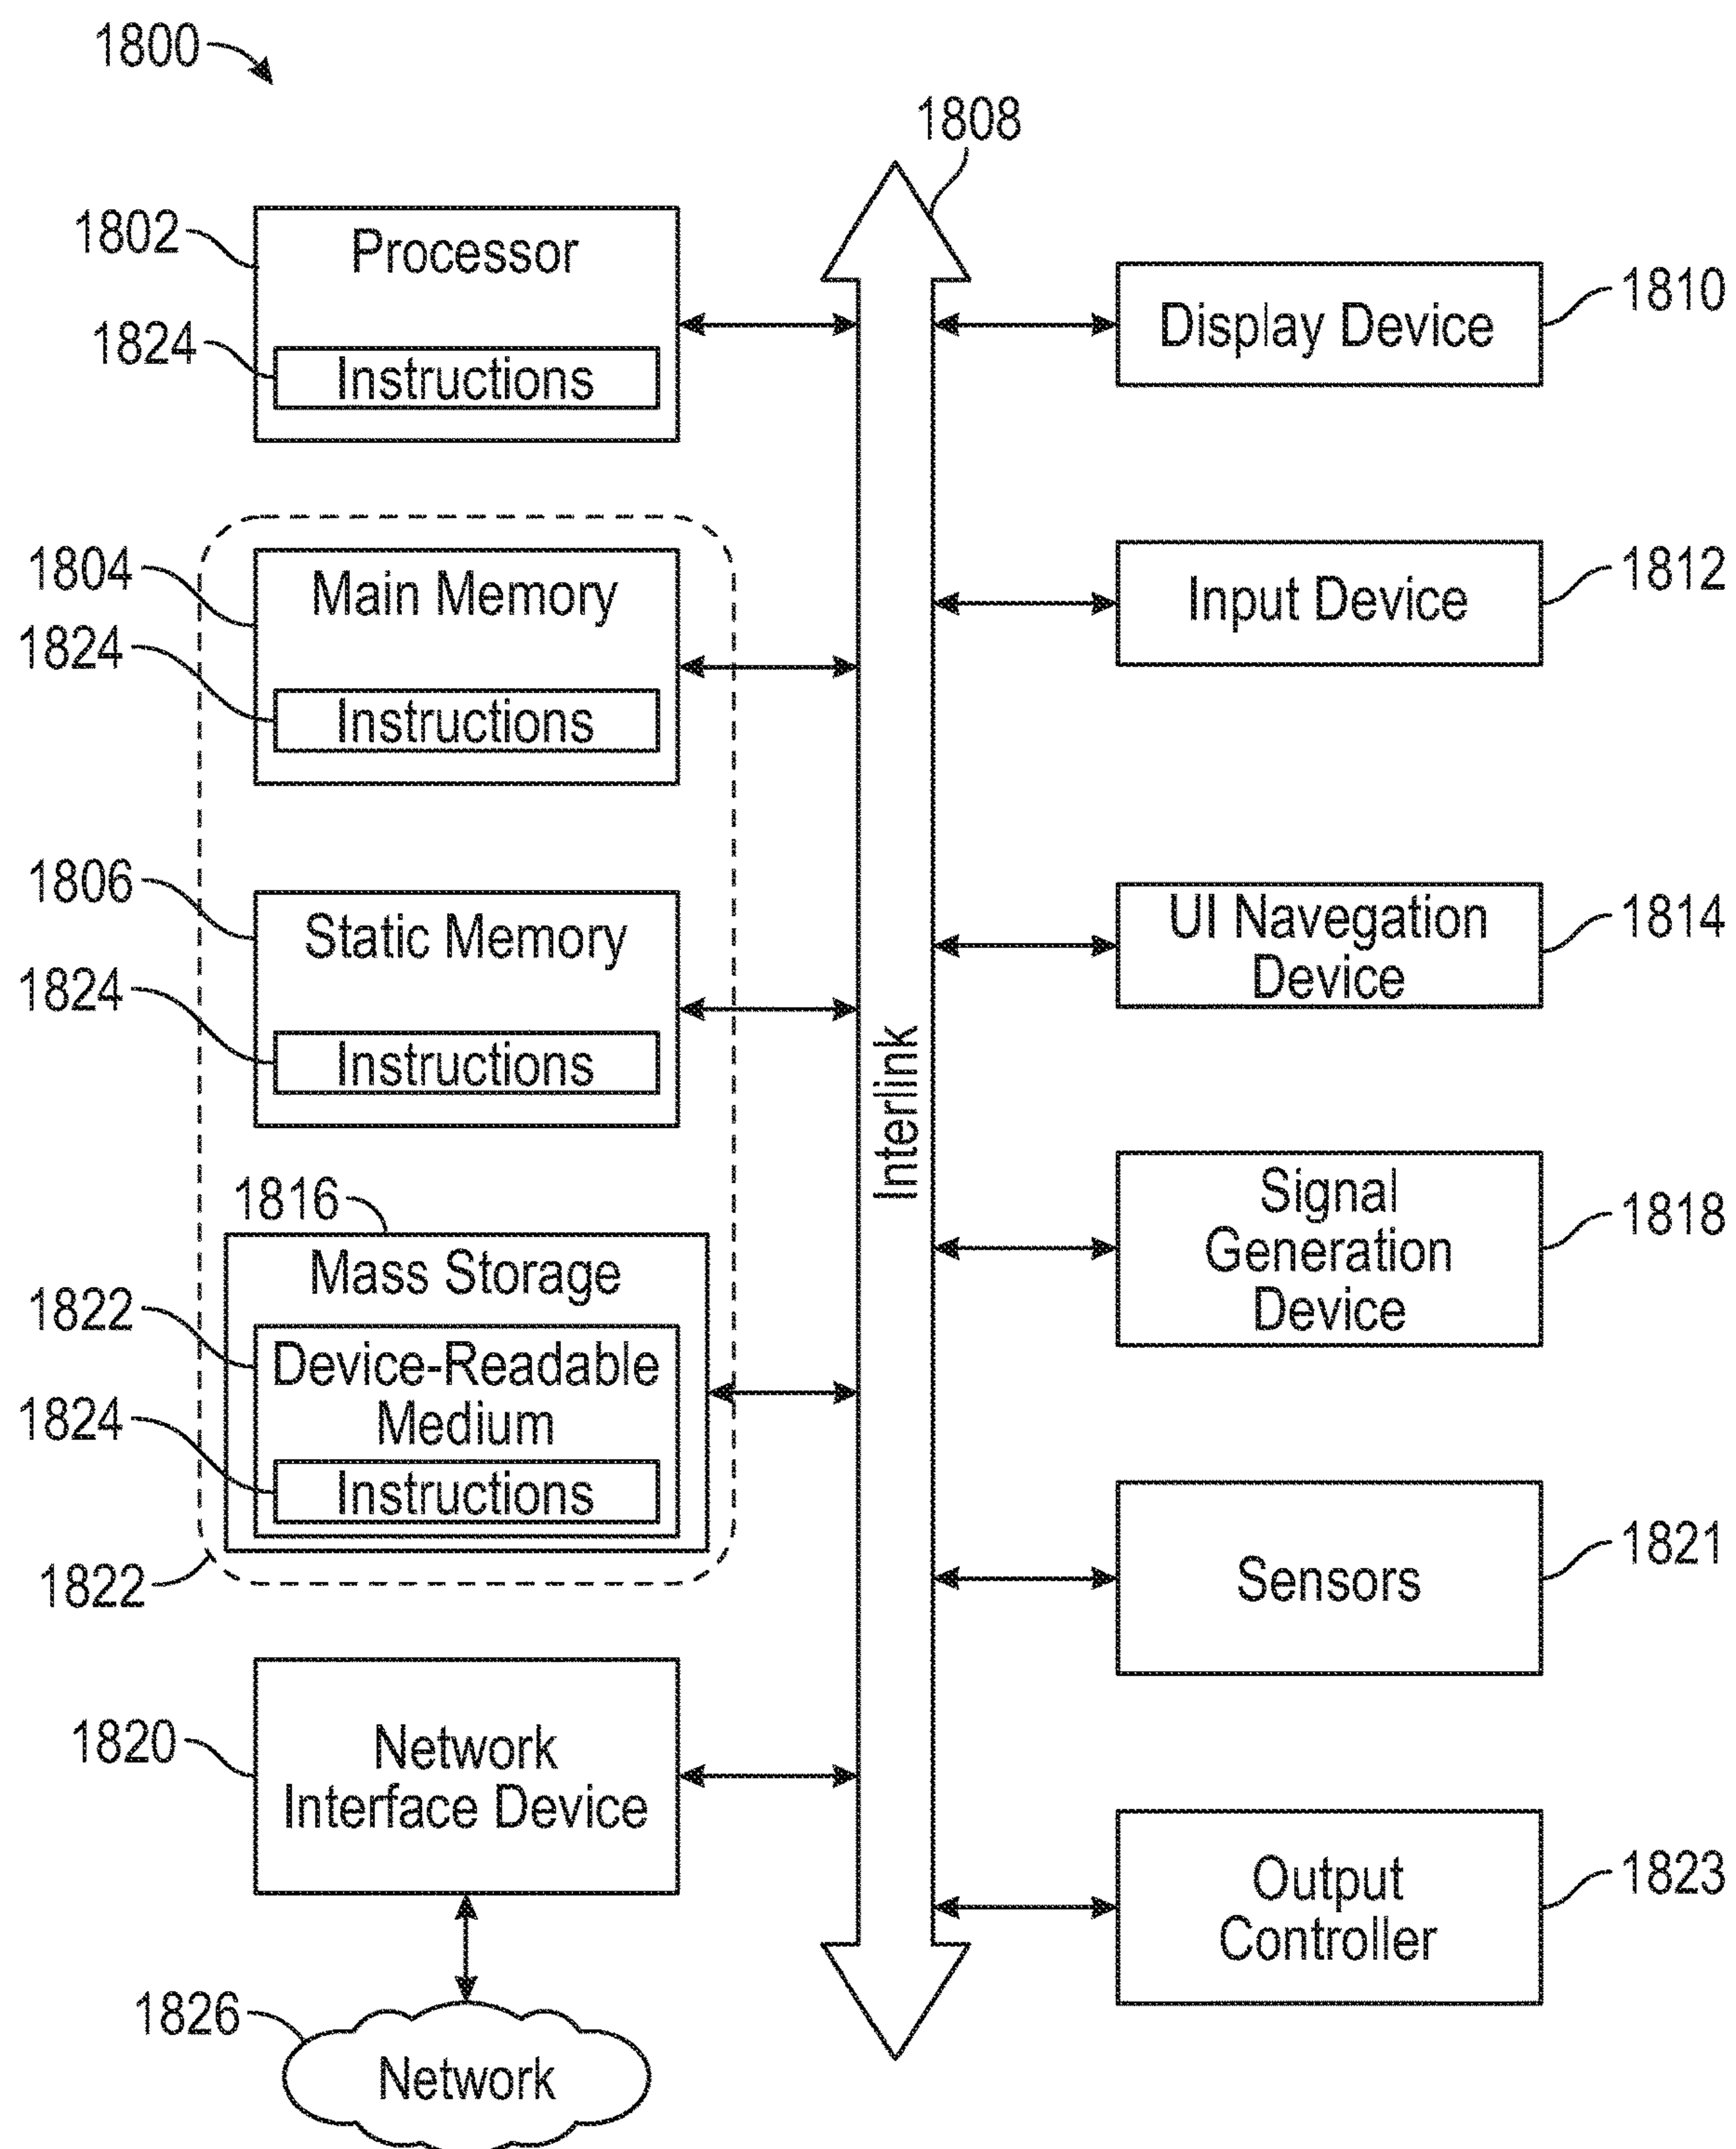 1800
1808
1802
Processor
1824
Instructions
1804
Main Memory
1824
Instructions
1806
Static Memory
1824
Instructions
1816
Mass Storage
1822
Device-Readable
Medium
1824
Instructions
1822
1820
Network
Interface Device
1826
Network
Interlink
Display Device
1810
Input Device
1812
UI Navegation
Device
1814
Signal
Generation
Device
1818
Sensors
1821
Output
Controller
1823